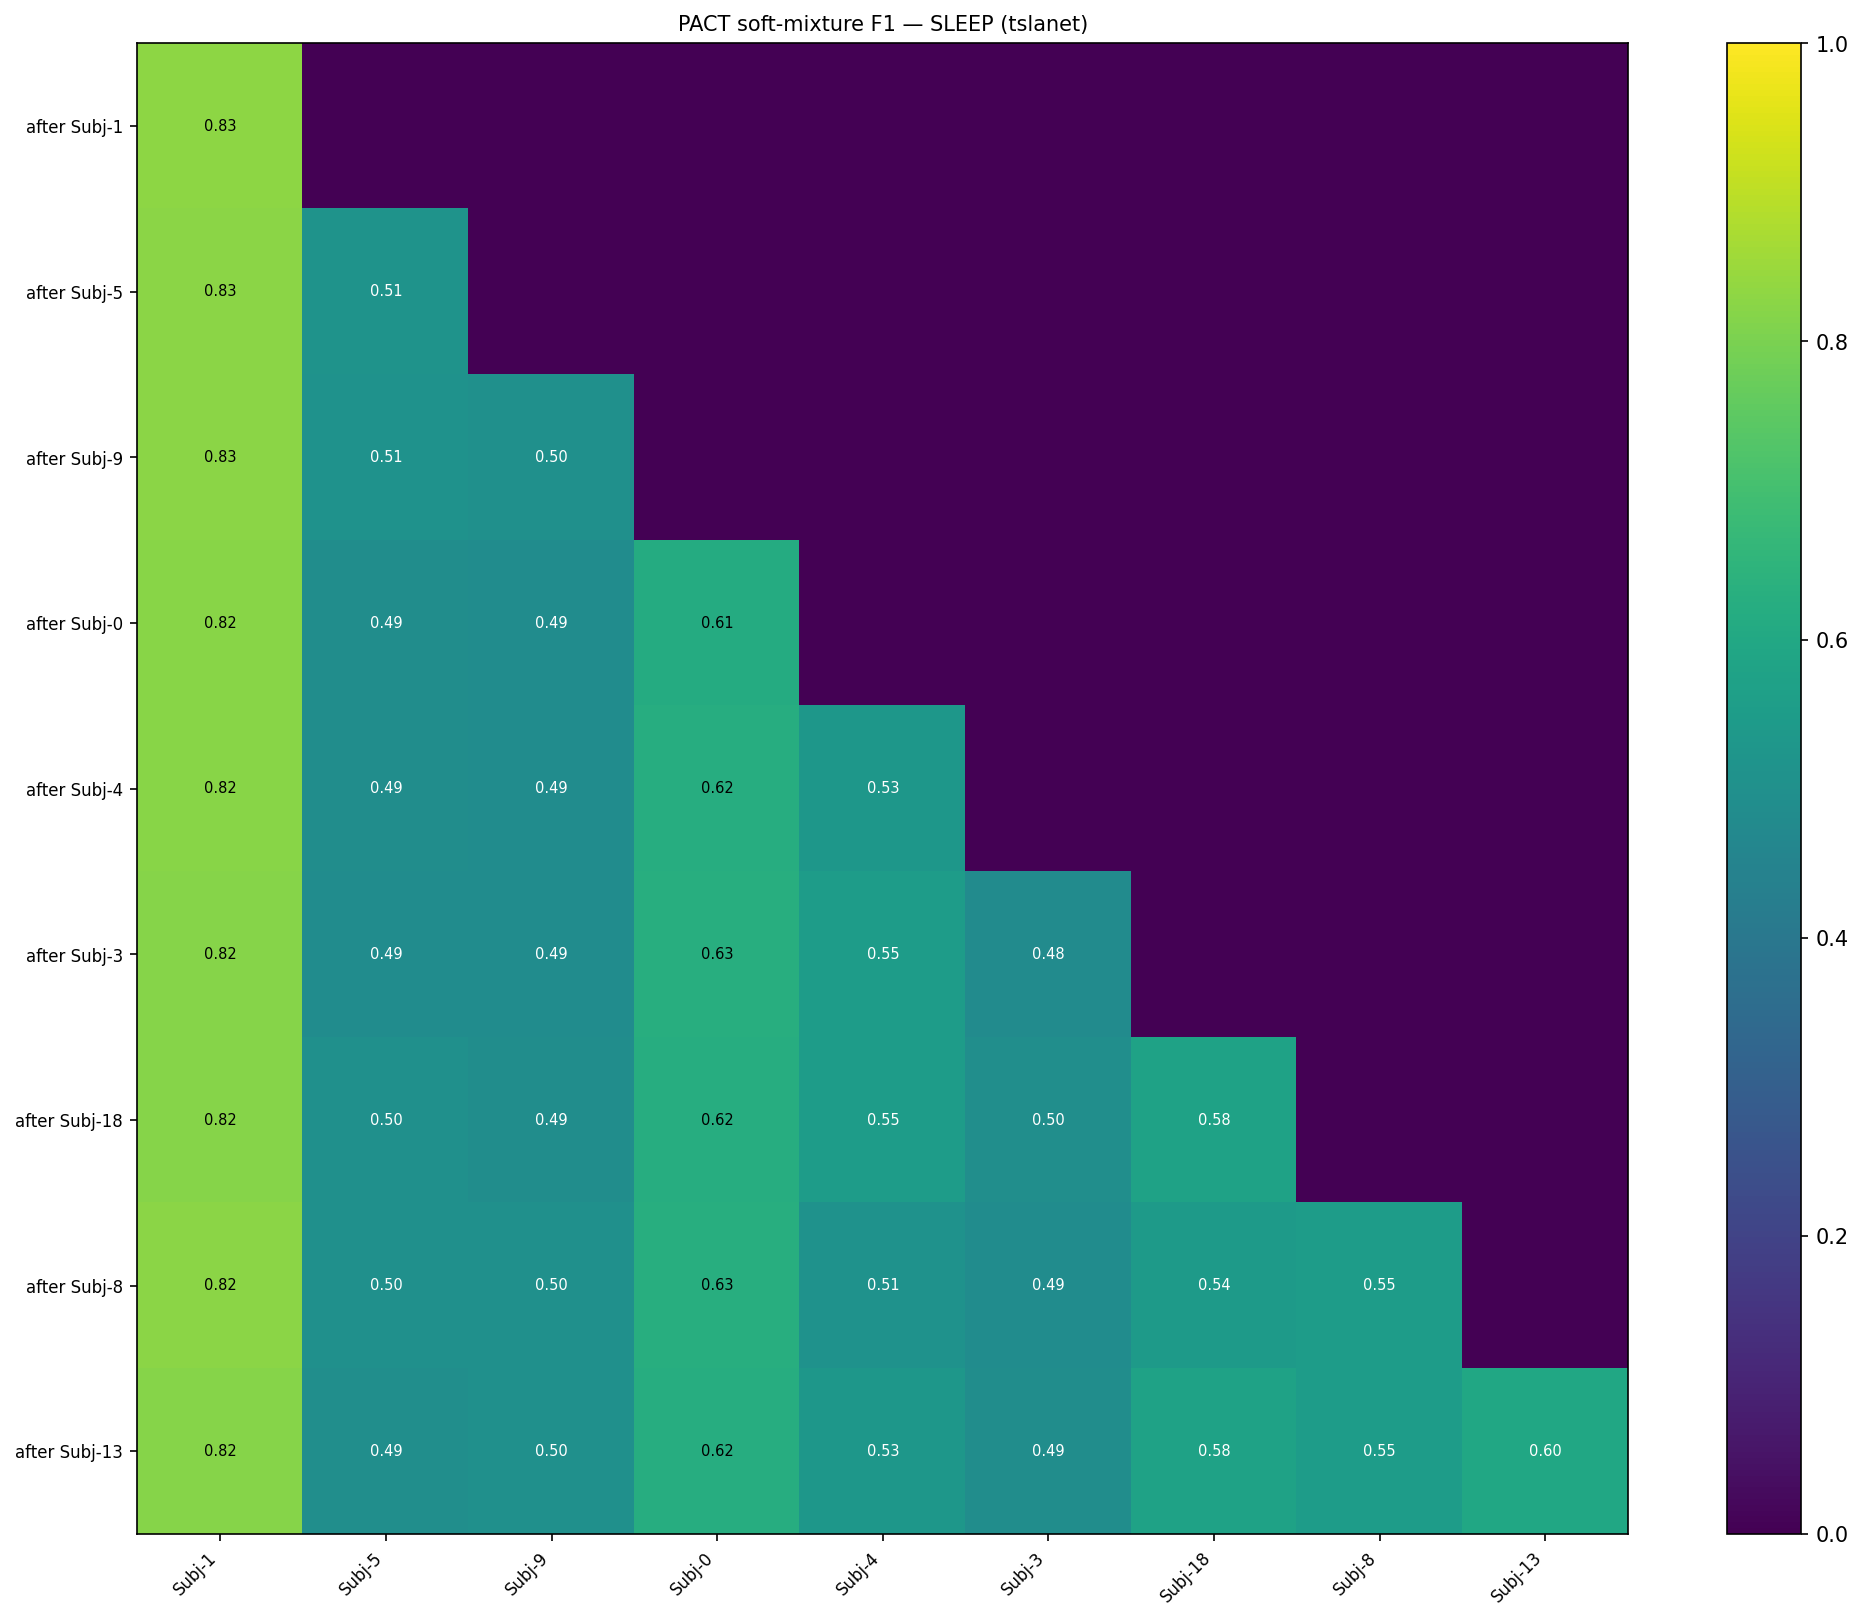 PACT soft-mixture F1 — SLEEP (tslanet)
1.0
after Subj-1 0.83
after Subj-5 0.83 0.51
0.8
after Subj-9 0.83 0.51 0.50
after Subj-0 0.82 0.49 0.49 0.61
0.6
after Subj-4 0.82 0.49 0.49 0.62 0.53
after Subj-3 0.82 0.49 0.49 0.63 0.55 0.48
0.4
after Subj-18 0.82 0.50 0.49 0.62 0.55 0.50 0.58
0.2
after Subj-8 0.82 0.50 0.50 0.63 0.51 0.49 0.54 0.55
after Subj-13 0.82 0.49 0.50 0.62 0.53 0.49 0.58 0.55 0.60
0.0
Subj-1 Subj-5 Subj-9 Subj-0 Subj-4 Subj-3 Subj-18 Subj-8 Subj-13